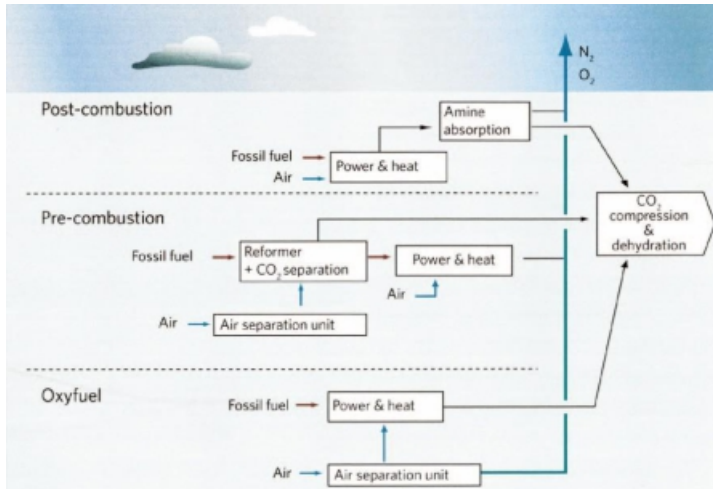 N₂
O₂
Post-combustion
Amine
absorption
Fossil fuel
Power & heat
Air
CO₂
compression
&
dehydration
Pre-combustion
Fossil fuel
Reformer
+ CO₂ separation
Power & heat
Air
Air
Air separation unit
Oxyfuel
Fossil fuel
Power & heat
Air
Air separation unit